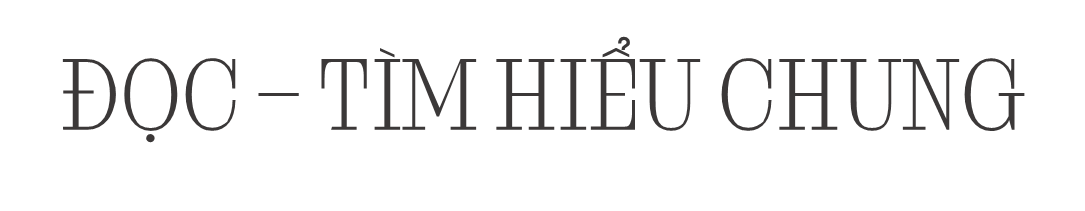 ĐỌC – TÌM HIỂU CHUNG